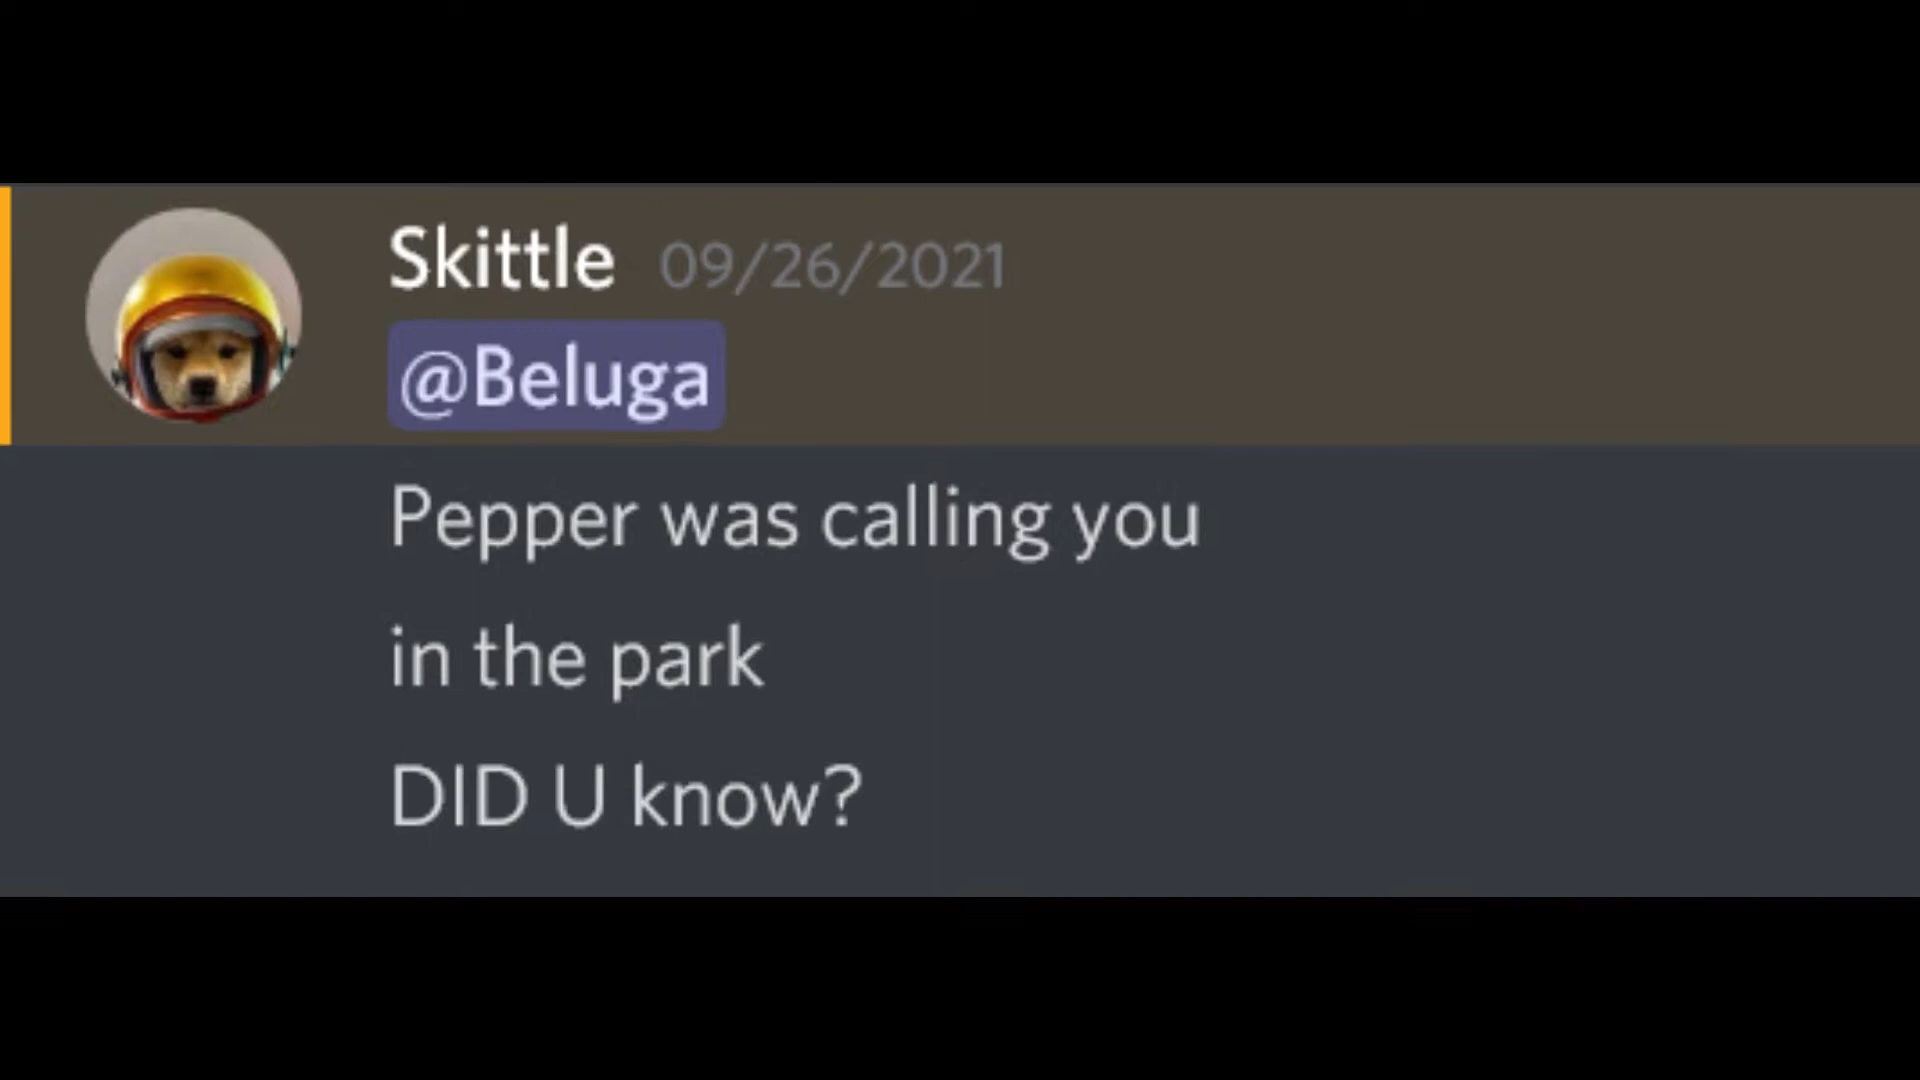 Skittle 09/26/2021
@Beluga
Pepper was calling you
in the park
DID U know?